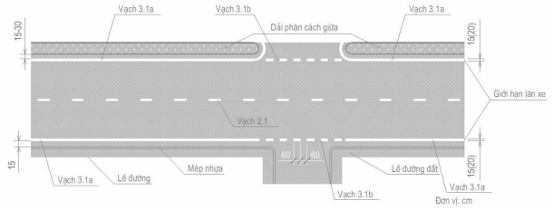 Vạch 3.1a
Vạch 3.1b
Vạch 3.1a
Dải phân cách giữa
15-30
15(20)
Giới hạn làn xe
Vạch 2.1
60
60
15
15(20)
Mép nhựa
Lề đường
Lề đường đất
Vạch 3.1a
Vạch 3.1b
Vạch 3.1a
Đơn vị: cm